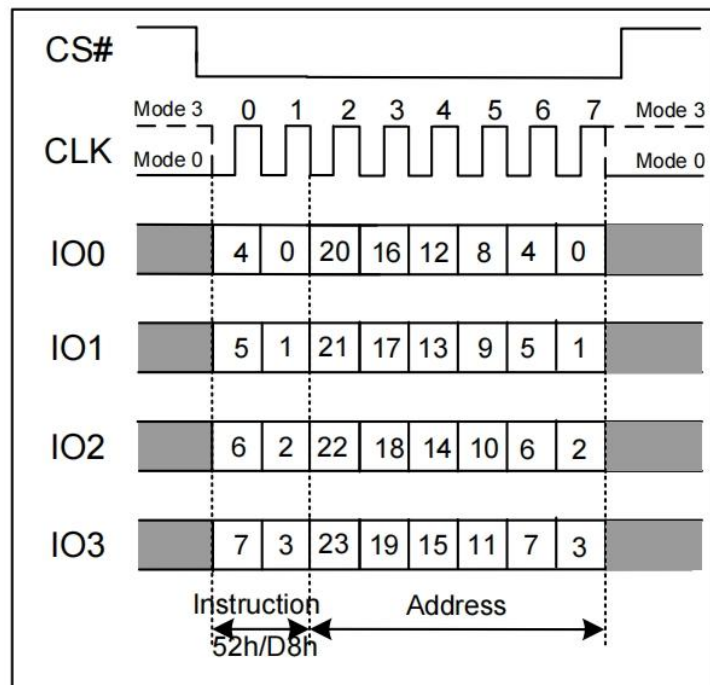 CS#
Mode 3 0 1 2 3 4 5 6 7 Mode 3
CLK
Mode 0 Mode 0
IO0 4 0 20 16 12 8 4 0
IO1 5 1 21 17 13 9 5 1
IO2 6 2 22 18 14 10 6 2
IO3 7 3 23 19 15 11 7 3
Instruction Address
52h/D8h